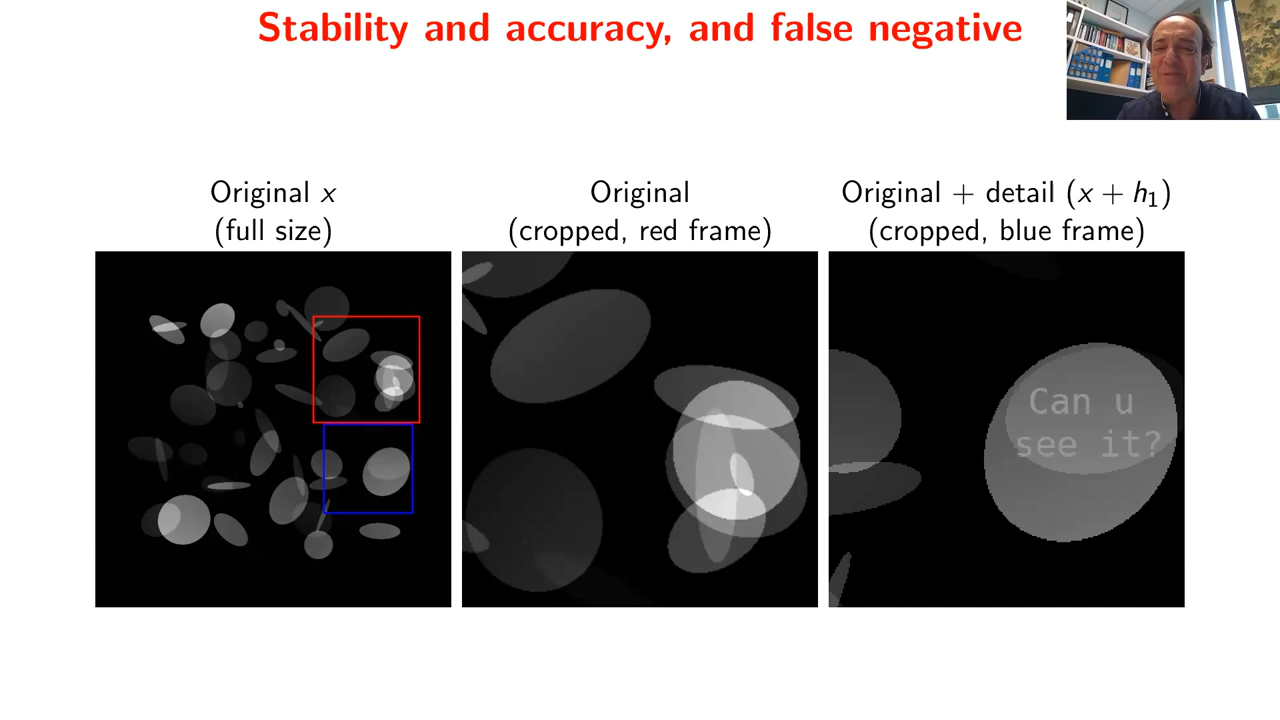 Stability and accuracy, and false negative
Original x
(full size)
Original
(cropped, red frame)
Original + detail (x + h₁)
(cropped, blue frame)
Can u
see it?